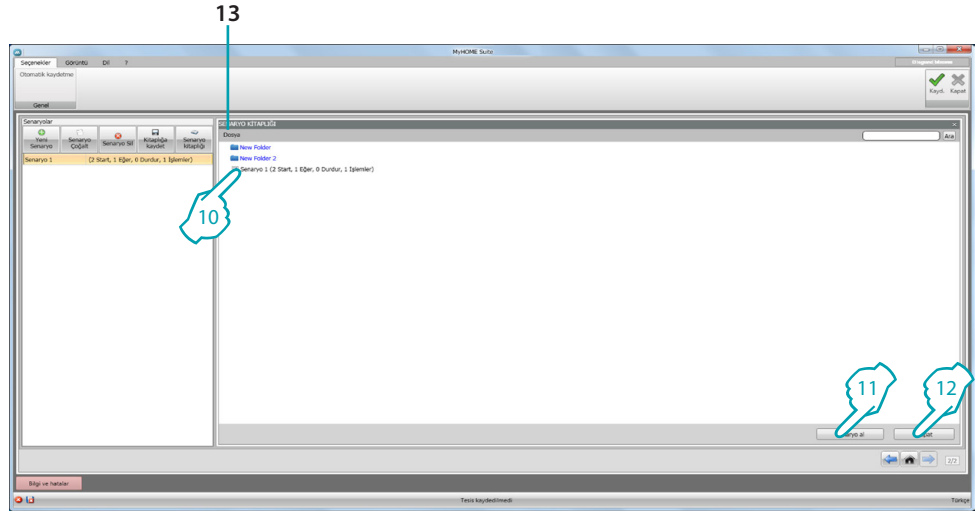 13
MyHOME Suite
Seçenekler Görüntü Dil ?
Otomatik kaydetme
Genel
Kayd. Kapat
Senaryolar
Yeni Senaryo
Senaryo Çoğalt
Senaryo Sil
Kitaplığa kaydet
Senaryo kitaplığı
Senaryo 1 (2 Start, 1 Eğer, 0 Durdur, 1 İşlemler)
SENARYO KİTAPLIĞI
Dosya
Ara
New Folder
New Folder 2
Senaryo 1 (2 Start, 1 Eğer, 0 Durdur, 1 İşlemler)
10
11
12
2/2
Bilgi ve hatalar
Tesis kaydedilmedi
Türkçe